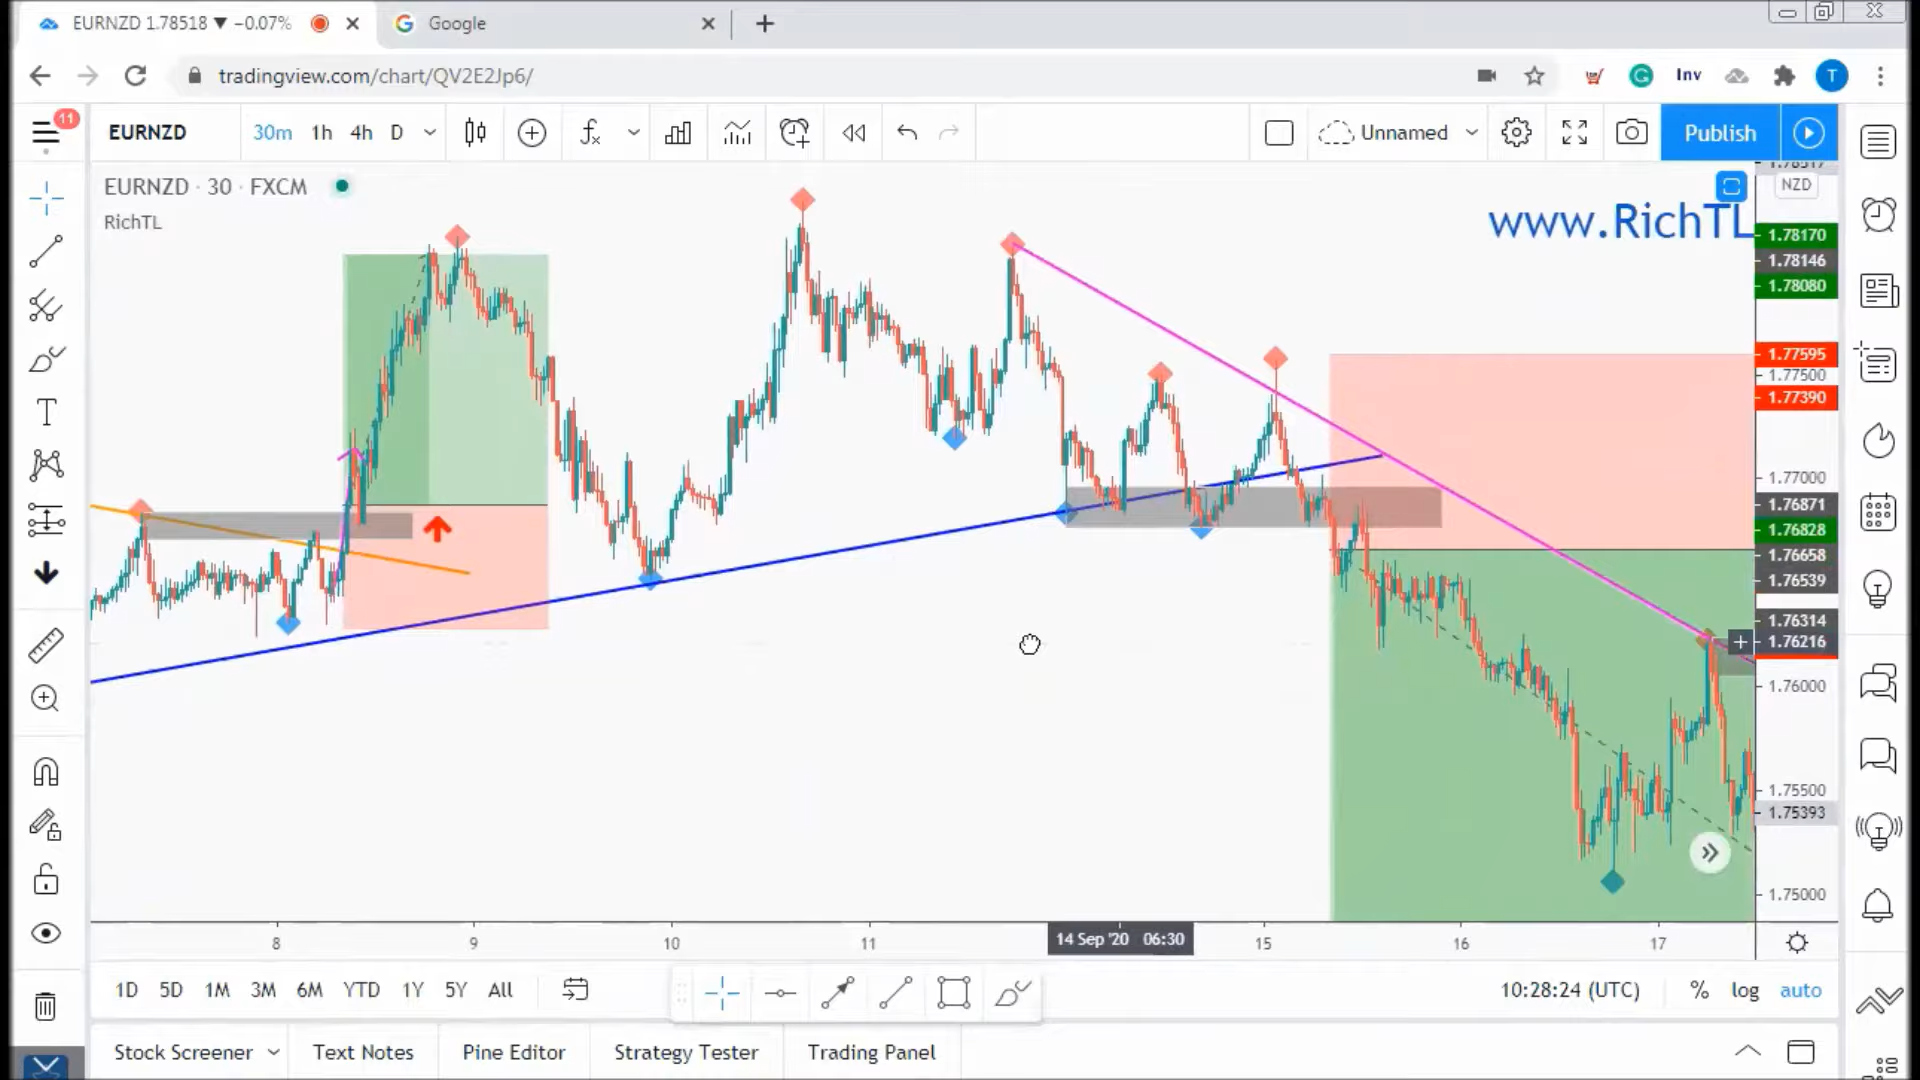 EURNZD 1.78518 ▼ −0.07%
Google
tradingview.com/chart/QV2E2Jp6/
Inv
T
11
EURNZD
30m 1h 4h D
Unnamed
Publish
EURNZD · 30 · FXCM
RichTL
www.RichTL
NZD
1.78517
1.78170
1.78146
1.78080
1.77595
1.77500
1.77390
1.77000
1.76871
1.76828
1.76658
1.76539
1.76314
1.76216
1.76000
1.75500
1.75393
1.75000
8 9 10 11 14 Sep '20 06:30 15 16 17
1D 5D 1M 3M 6M YTD 1Y 5Y All
10:28:24 (UTC) % log auto
Stock Screener Text Notes Pine Editor Strategy Tester Trading Panel